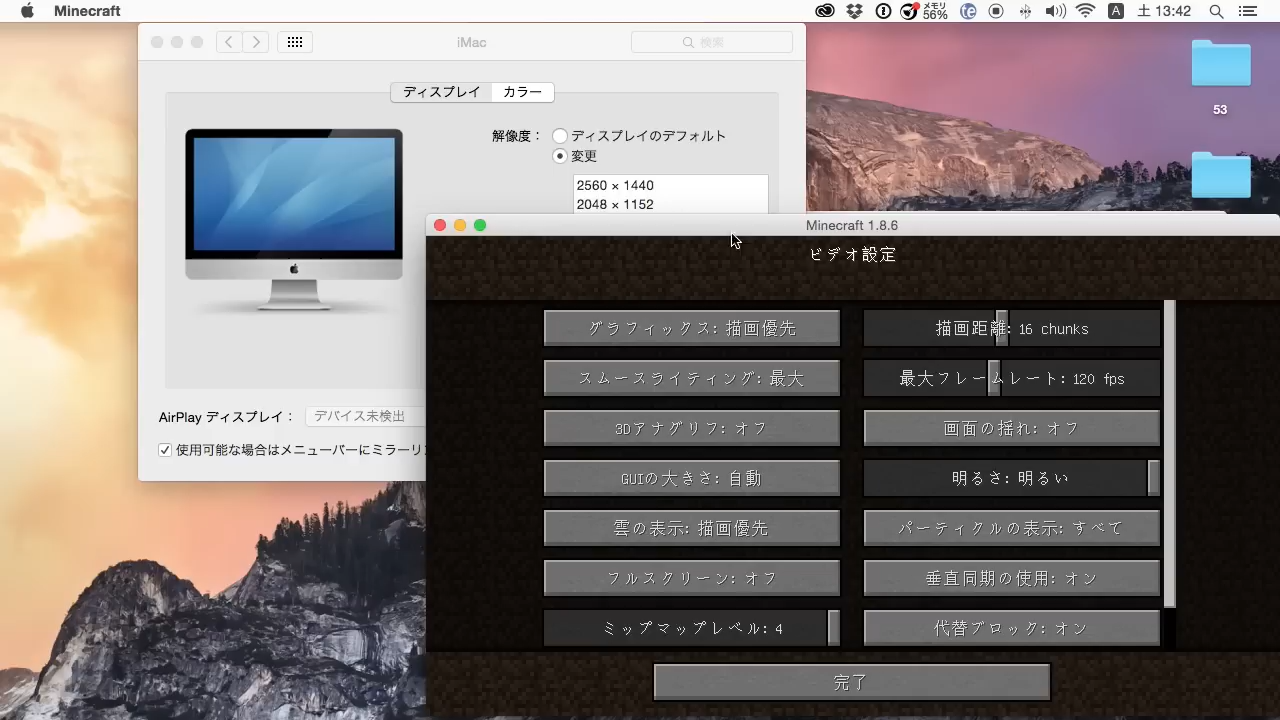 Minecraft
メモリ
56%
A
土 13:42
iMac
検索
ディスプレイ
カラー
解像度：
ディスプレイのデフォルト
変更
2560 × 1440
2048 × 1152
AirPlay ディスプレイ：
デバイス未検出
使用可能な場合はメニューバーにミラーリン
53
Minecraft 1.8.6
ビデオ設定
グラフィックス: 描画優先
描画距離: 16 chunks
スムースライティング: 最大
最大フレームレート: 120 fps
3Dアナグリフ: オフ
画面の揺れ: オフ
GUIの大きさ: 自動
明るさ: 明るい
雲の表示: 描画優先
パーティクルの表示: すべて
フルスクリーン: オフ
垂直同期の使用: オン
ミップマップレベル: 4
代替ブロック: オン
完了